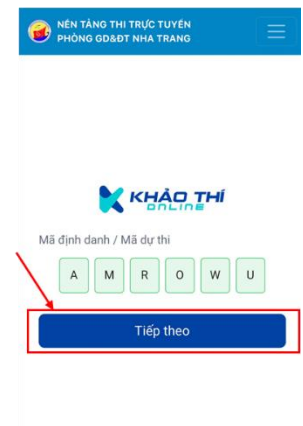 NỀN TẢNG THI TRỰC TUYẾN
PHÒNG GD&ĐT NHA TRANG
KHẢO THÍ
ONLINE
Mã định danh / Mã dự thi
A M R O W U
Tiếp theo